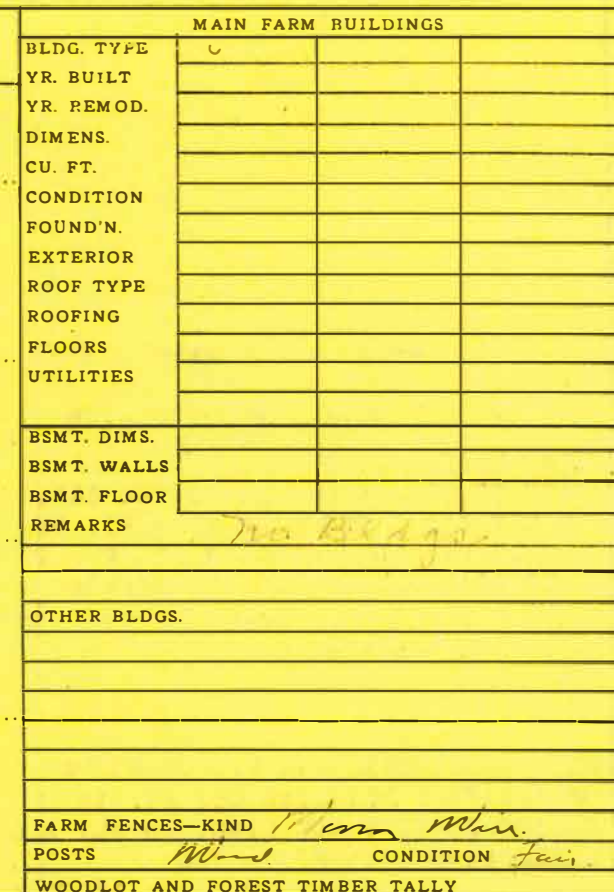 MAIN FARM BUILDINGS
BLDG. TYPE
YR. BUILT
YR. REMOD.
DIMENS.
CU. FT.
CONDITION
FOUND'N.
EXTERIOR
ROOF TYPE
ROOFING
FLOORS
UTILITIES
BSMT. DIMS.
BSMT. WALLS
BSMT. FLOOR
REMARKS Bldgs
OTHER BLDGS.
FARM FENCES—KIND Wire
POSTS Wood CONDITION Fair
WOODLOT AND FOREST TIMBER TALLY